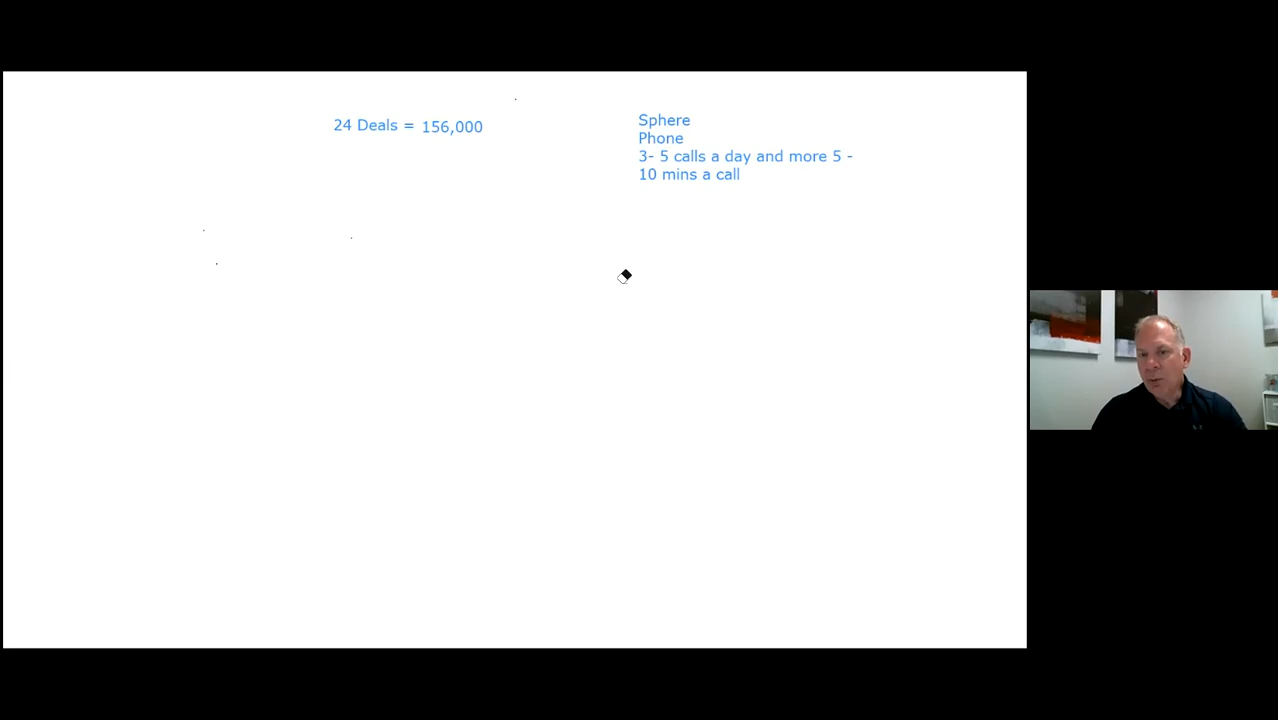 24 Deals = 156,000
Sphere
Phone
3- 5 calls a day and more 5 -
10 mins a call